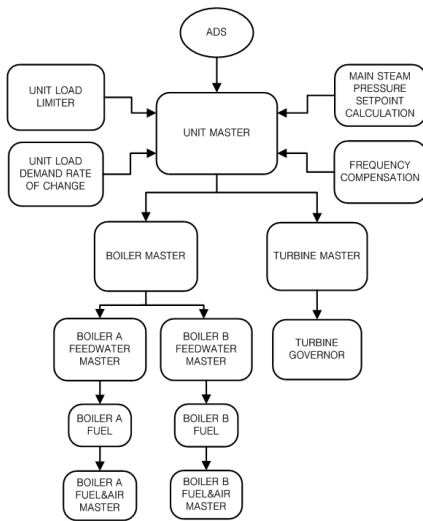 ADS
UNIT LOAD
LIMITER
MAIN STEAM
PRESSURE
SETPOINT
CALCULATION
UNIT MASTER
UNIT LOAD
DEMAND RATE
OF CHANGE
FREQUENCY
COMPENSATION
BOILER MASTER
TURBINE MASTER
BOILER A
FEEDWATER
MASTER
BOILER B
FEEDWATER
MASTER
TURBINE
GOVERNOR
BOILER A
FUEL
BOILER B
FUEL
BOILER A
FUEL&AIR
MASTER
BOILER B
FUEL&AIR
MASTER